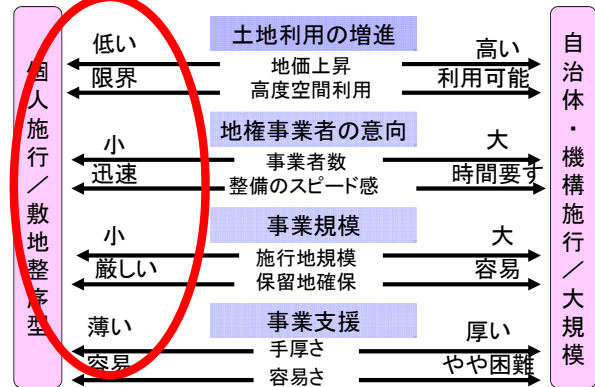 個人施行／敷地整序型
土地利用の増進
低い 地価上昇 高い
限界 高度空間利用 利用可能
地権事業者の意向
小 事業者数 大
迅速 整備のスピード感 時間要す
事業規模
小 施行地規模 大
厳しい 保留地確保 容易
事業支援
薄い 手厚さ 厚い
容易 容易さ やや困難
自治体・機構施行／大規模